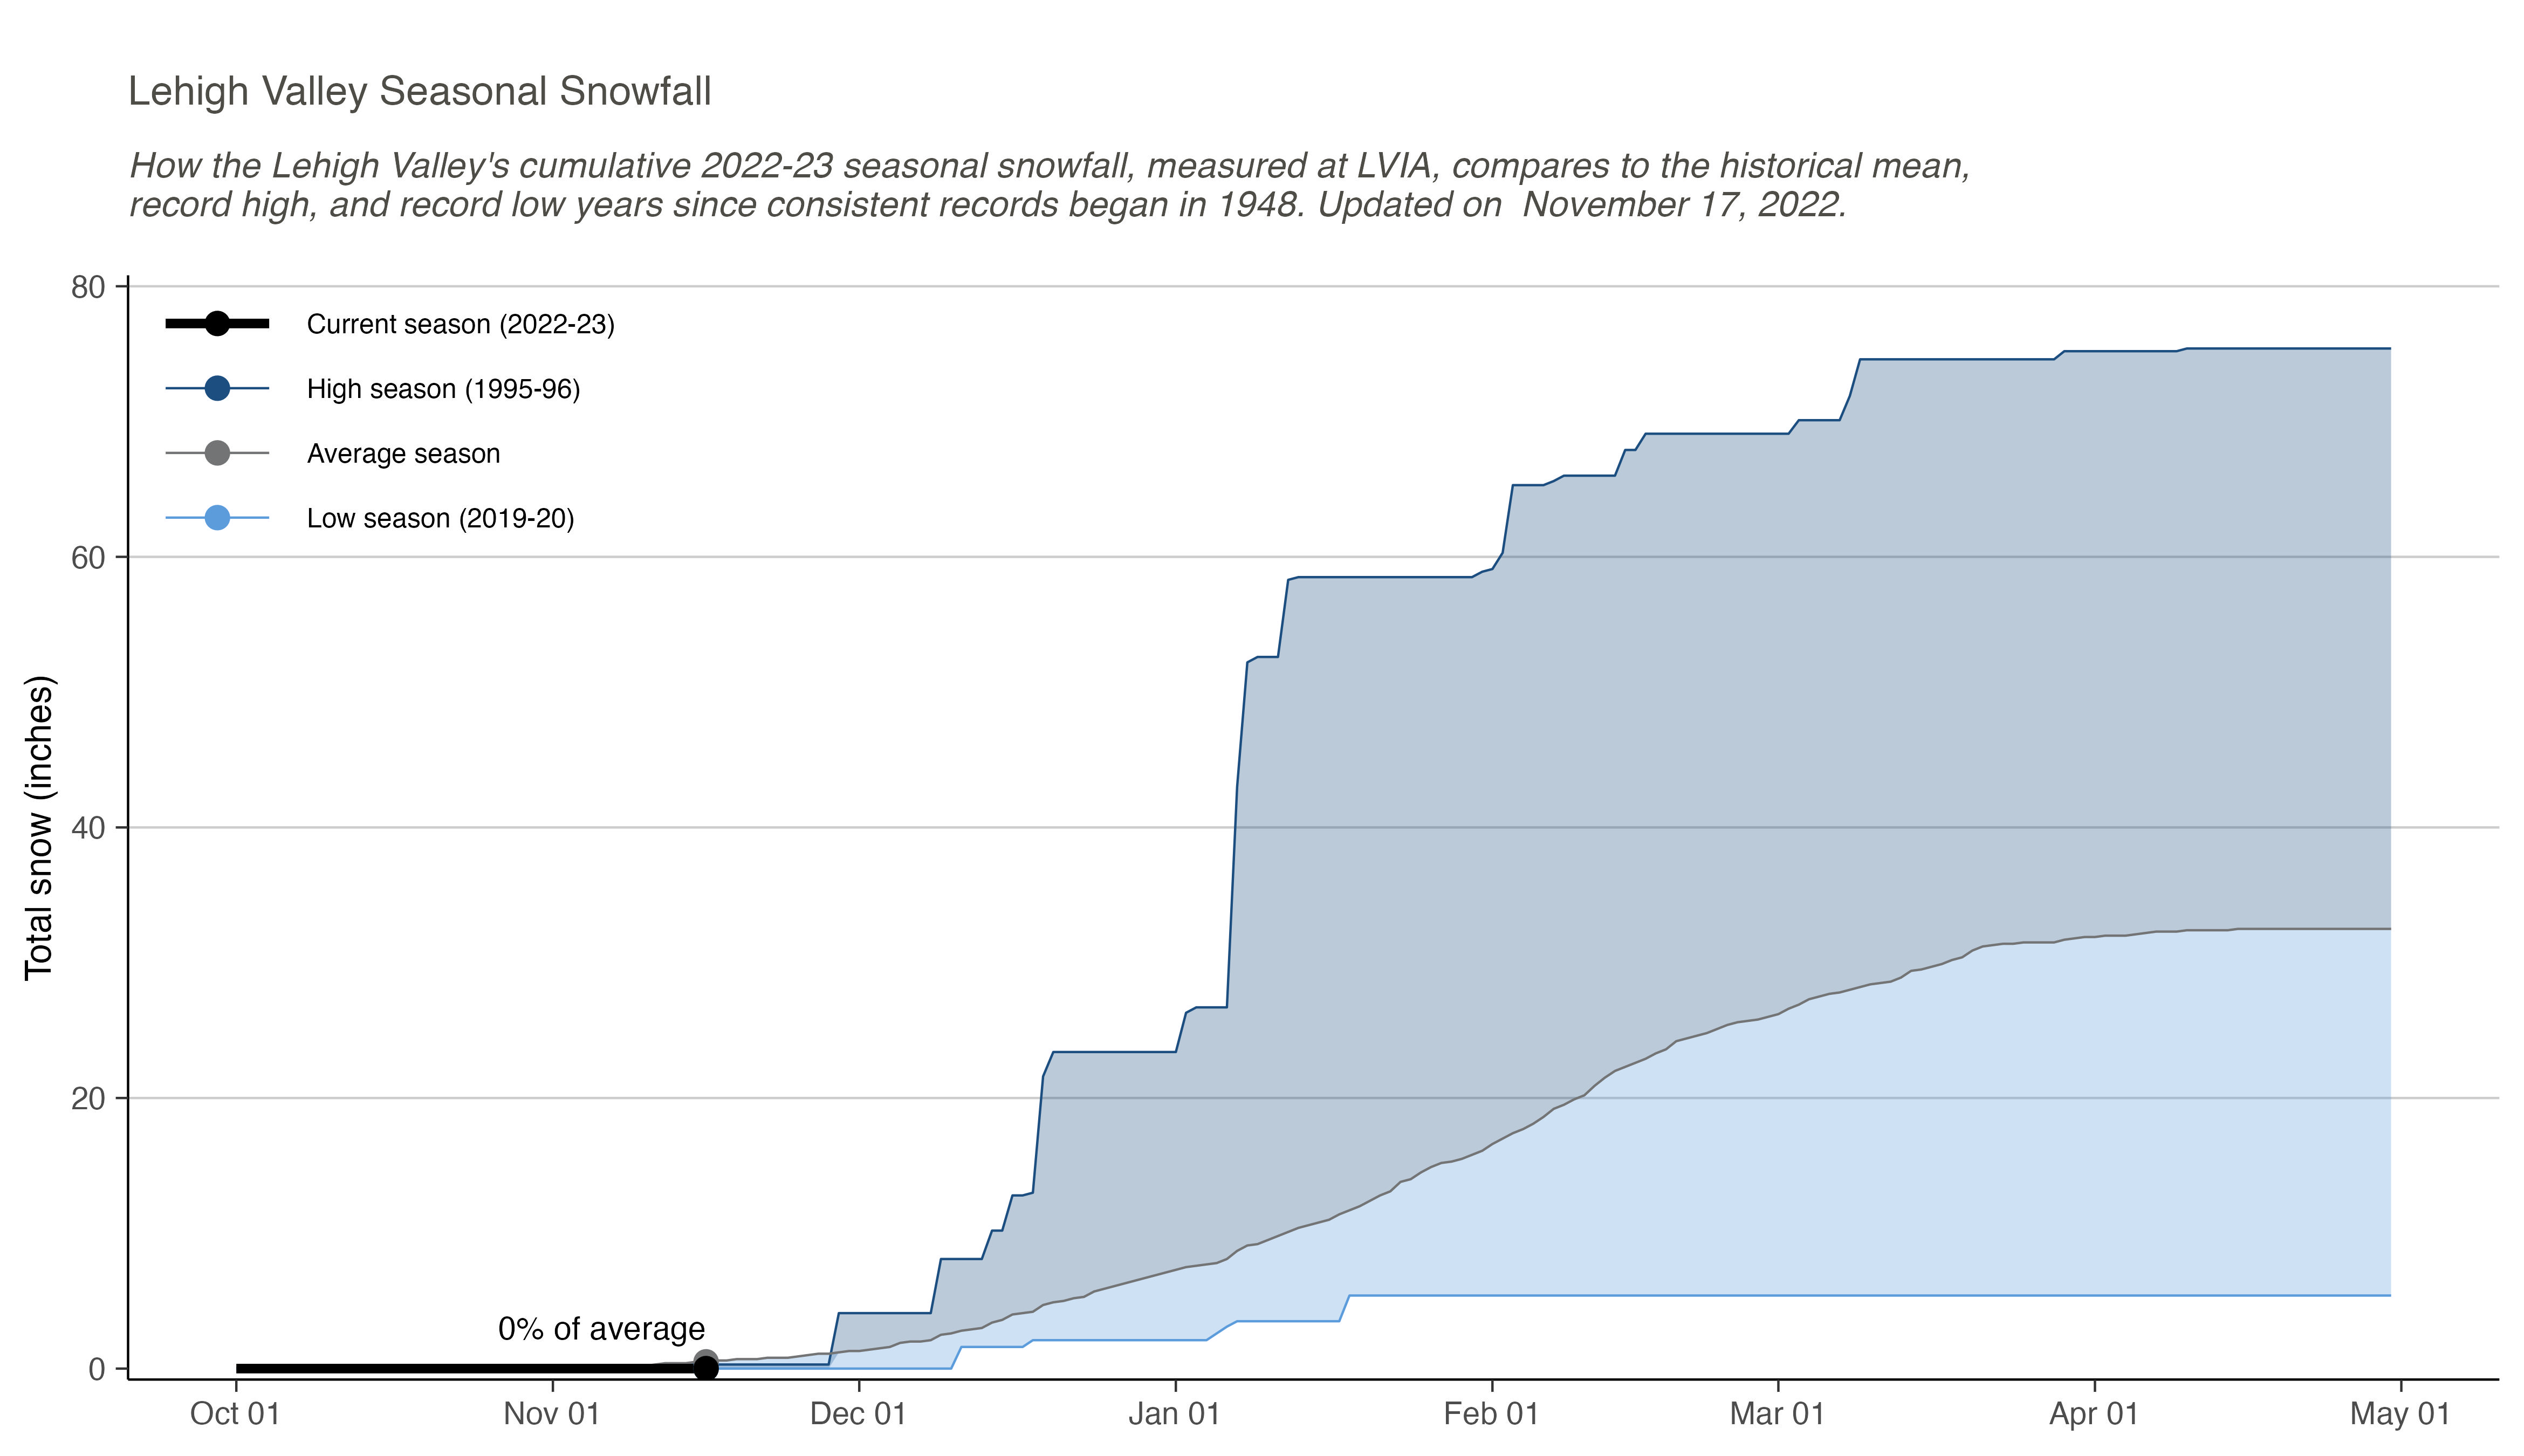 Lehigh Valley Seasonal Snowfall
How the Lehigh Valley's cumulative 2022-23 seasonal snowfall, measured at LVIA, compares to the historical mean,
record high, and record low years since consistent records began in 1948. Updated on  November 17, 2022.
80
60
40
20
0
Total snow (inches)
Current season (2022-23)
High season (1995-96)
Average season
Low season (2019-20)
0% of average
Oct 01
Nov 01
Dec 01
Jan 01
Feb 01
Mar 01
Apr 01
May 01